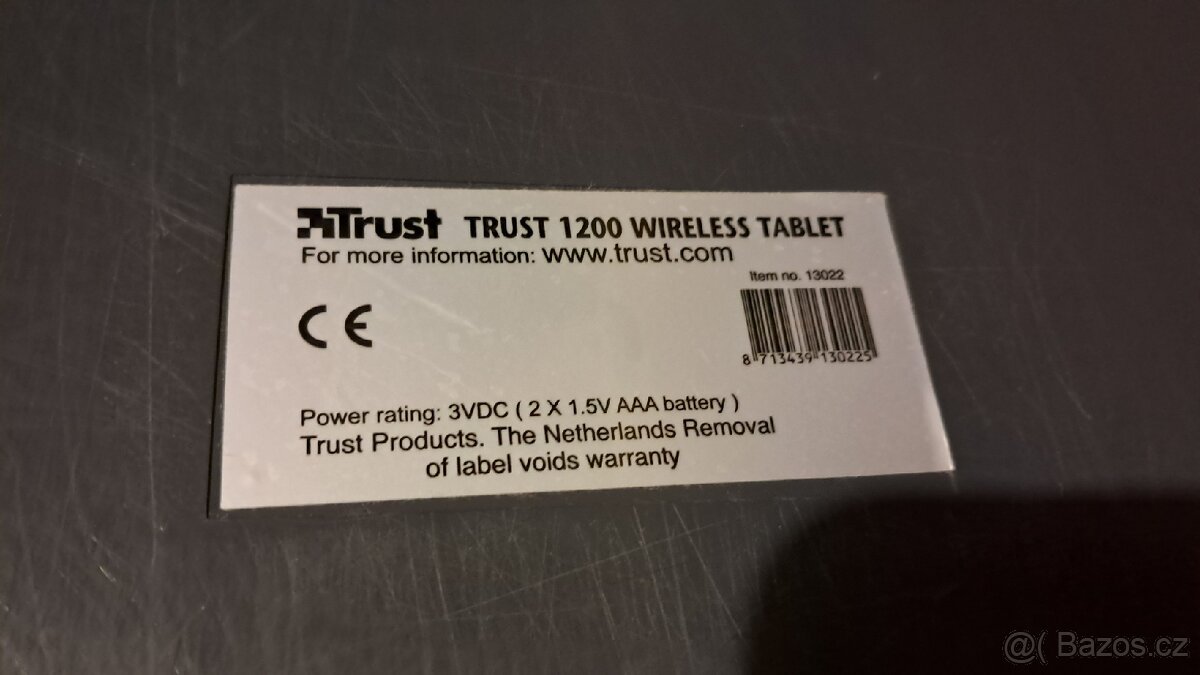 Trust TRUST 1200 WIRELESS TABLET
For more information: www.trust.com
Item no. 13022
8 713439 130225
CE
Power rating: 3VDC ( 2 X 1.5V AAA battery )
Trust Products. The Netherlands Removal
of label voids warranty
@( Bazos.cz